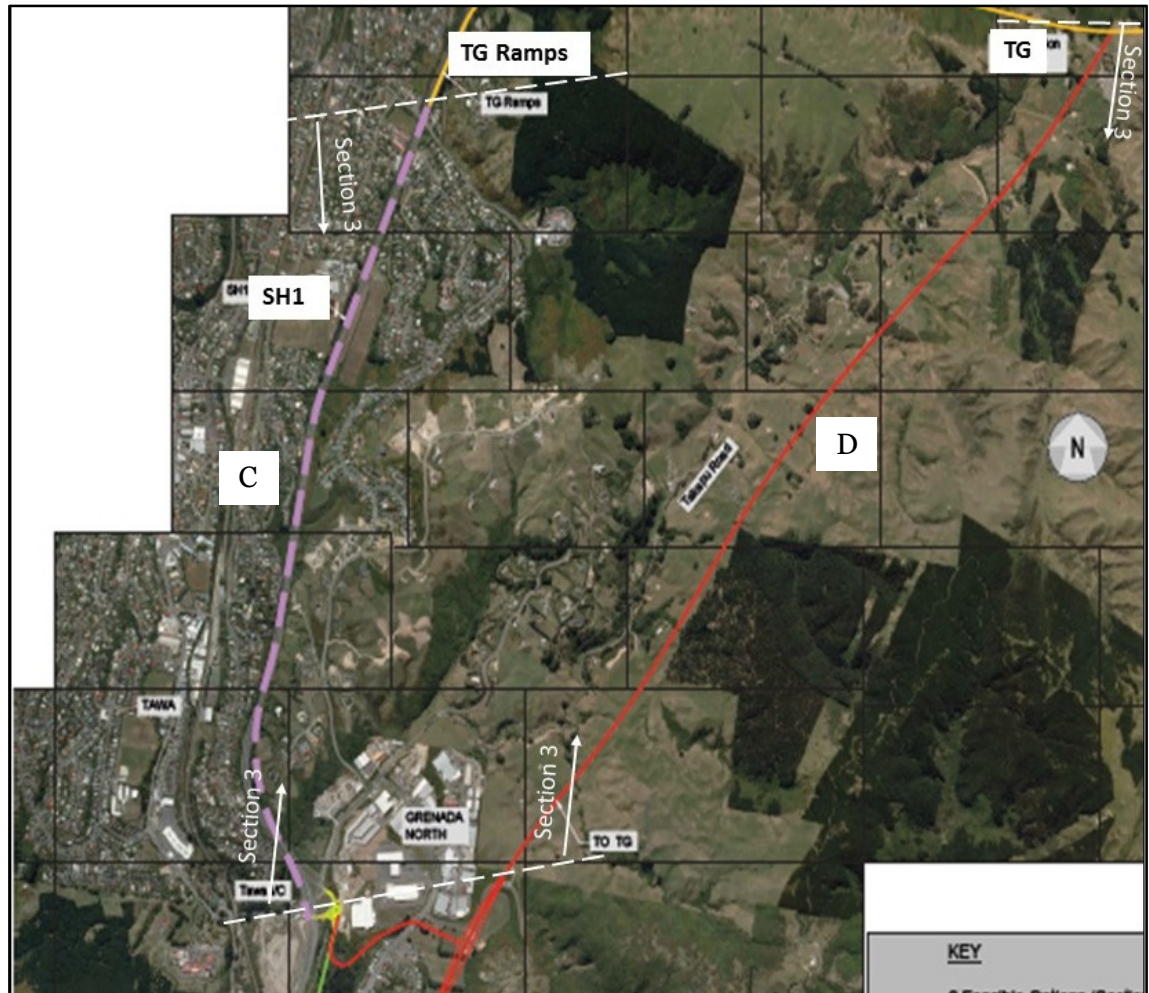 TG Ramps
TG
TG Ramps
Section 3
Section 3
SH1
C
D
N
Takapu Road
TAWA
Section 3
Section 3
GRENADA
NORTH
TO TG
Tawa I/C
KEY